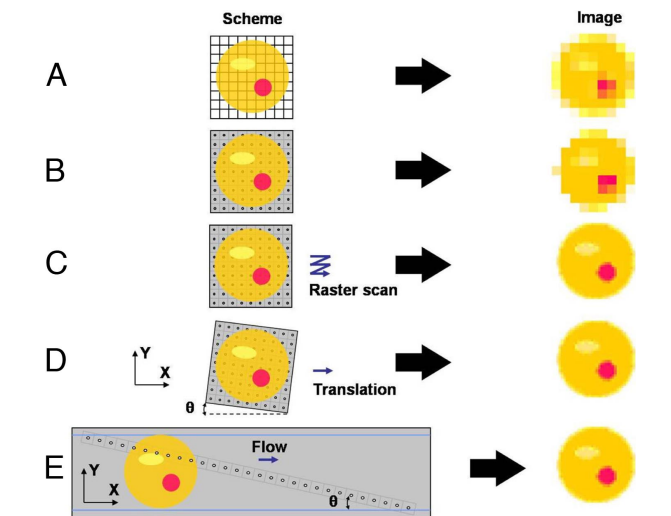 Scheme Image
A
B
C
Raster scan
D
Y
X
θ
Translation
E
Flow
Y
X
θ